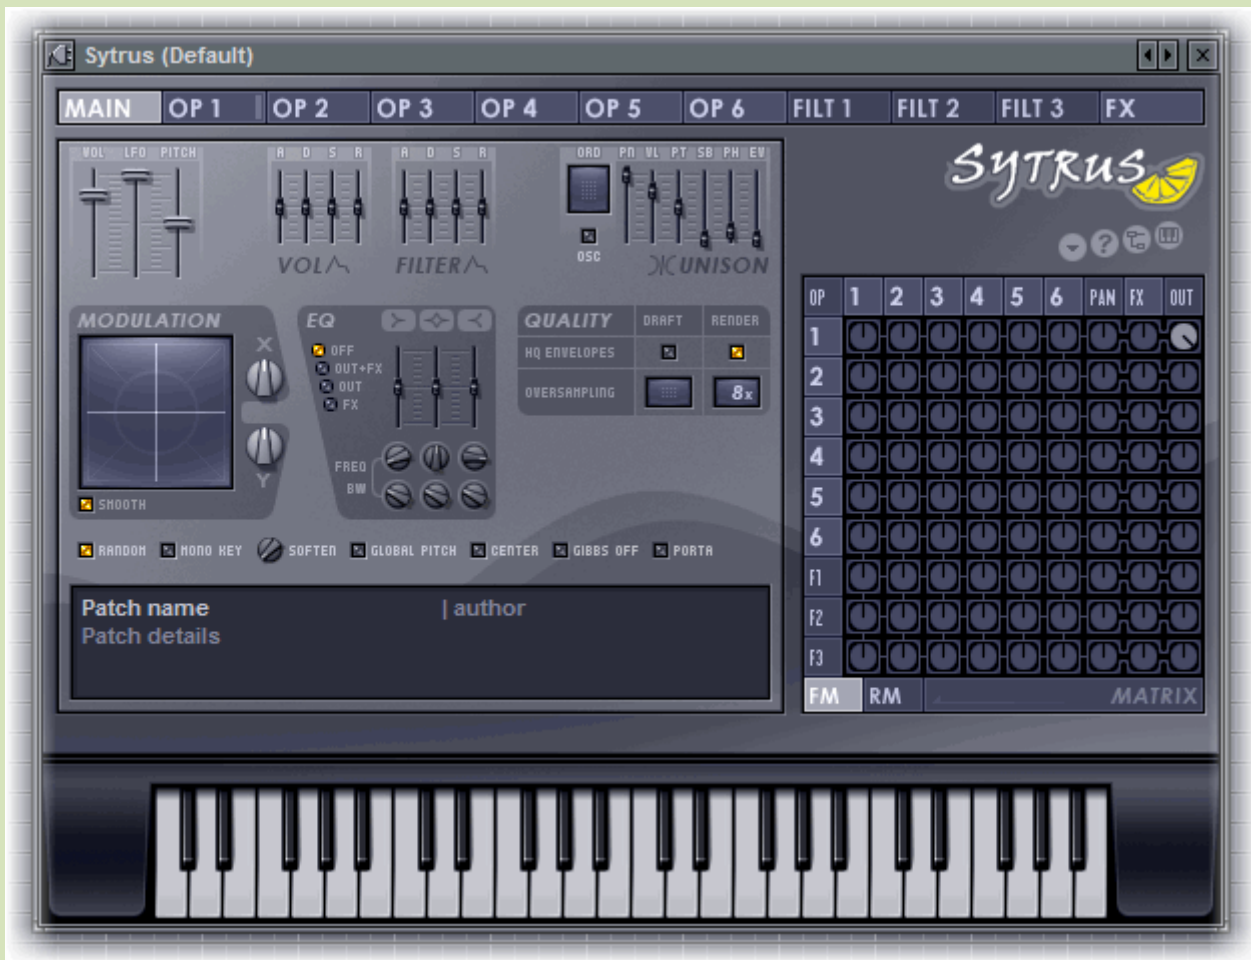 Sytrus (Default)
MAIN OP 1 OP 2 OP 3 OP 4 OP 5 OP 6 FILT 1 FILT 2 FILT 3 FX
VOL LFO PITCH A D S R A D S R ORD PN VL PT SB PH EV
SYTRUS
OSC
VOL FILTER UNISON
OP 1 2 3 4 5 6 PAN FX OUT
MODULATION EQ QUALITY DRAFT RENDER
X OFF HQ ENVELOPES
OUT+FX
OUT OVERSAMPLING 8x
FX
FREQ
Y BW
SMOOTH
RANDOM MONO KEY SOFTEN GLOBAL PITCH CENTER GIBBS OFF PORTA
Patch name | author
Patch details
1
2
3
4
5
6
F1
F2
F3
FM RM MATRIX